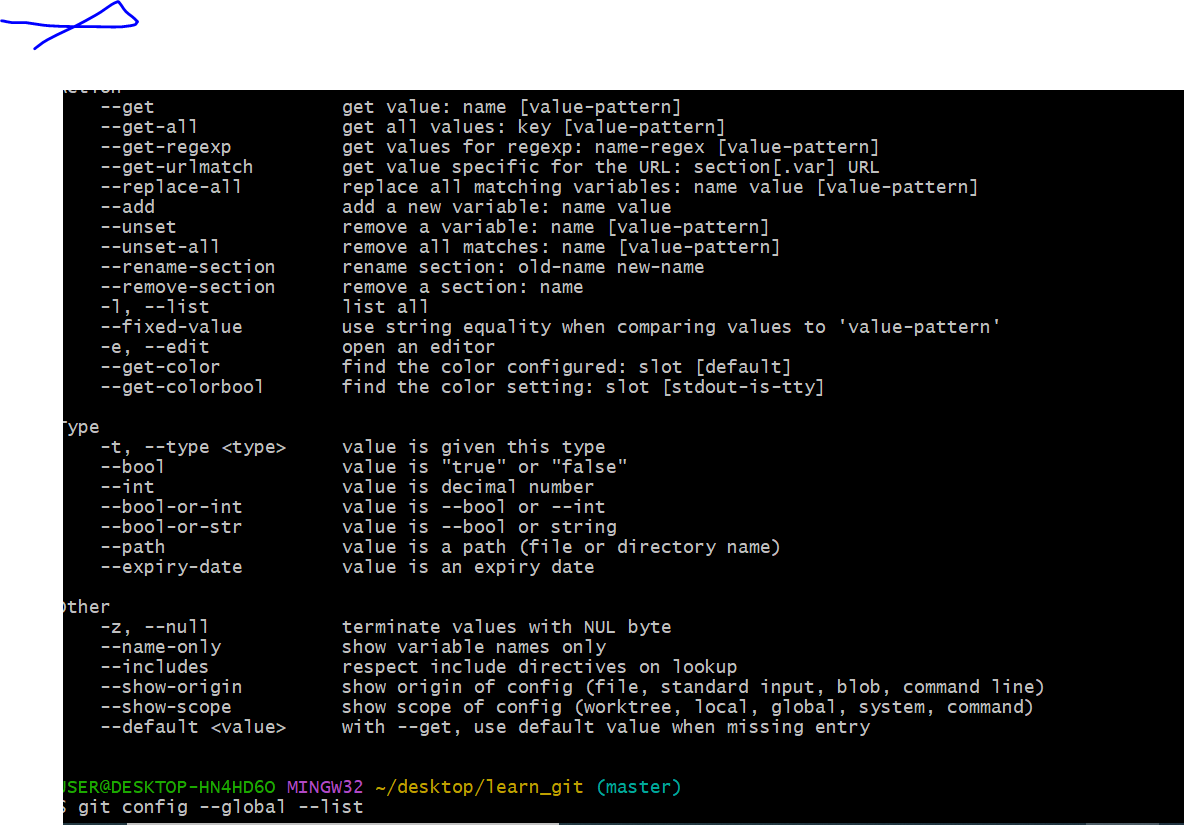 Action
--get get value: name [value-pattern]
--get-all get all values: key [value-pattern]
--get-regexp get values for regexp: name-regex [value-pattern]
--get-urlmatch get value specific for the URL: section[.var] URL
--replace-all replace all matching variables: name value [value-pattern]
--add add a new variable: name value
--unset remove a variable: name [value-pattern]
--unset-all remove all matches: name [value-pattern]
--rename-section rename section: old-name new-name
--remove-section remove a section: name
-l, --list list all
--fixed-value use string equality when comparing values to 'value-pattern'
-e, --edit open an editor
--get-color find the color configured: slot [default]
--get-colorbool find the color setting: slot [stdout-is-tty]
Type
-t, --type <type> value is given this type
--bool value is "true" or "false"
--int value is decimal number
--bool-or-int value is --bool or --int
--bool-or-str value is --bool or string
--path value is a path (file or directory name)
--expiry-date value is an expiry date
Other
-z, --null terminate values with NUL byte
--name-only show variable names only
--includes respect include directives on lookup
--show-origin show origin of config (file, standard input, blob, command line)
--show-scope show scope of config (worktree, local, global, system, command)
--default <value> with --get, use default value when missing entry
USER@DESKTOP-HN4HD6O MINGW32 ~/desktop/learn_git (master)
$ git config --global --list